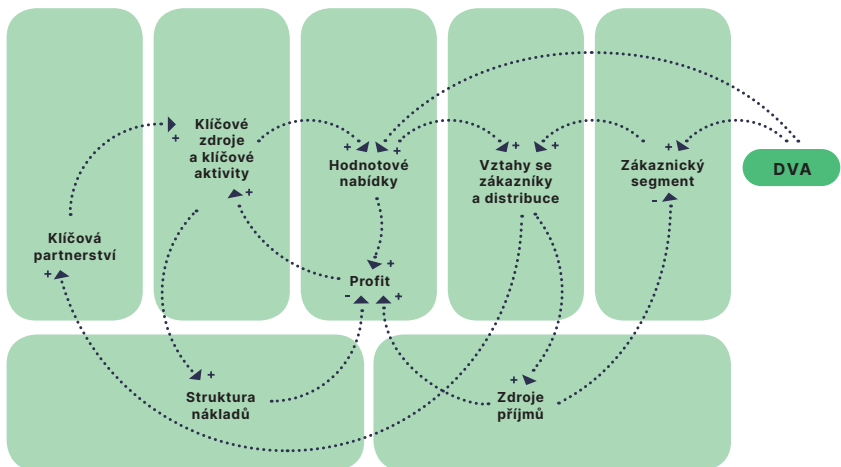 Klíčové
zdroje
a klíčové
aktivity
+
+
Hodnotové
nabídky
+
+
Vztahy se
zákazníky
a distribuce
+
+
Zákaznický
segment
+
-
DVA
Klíčová
partnerství
+
Profit
+
-
+
Struktura
nákladů
+
Zdroje
příjmů
+